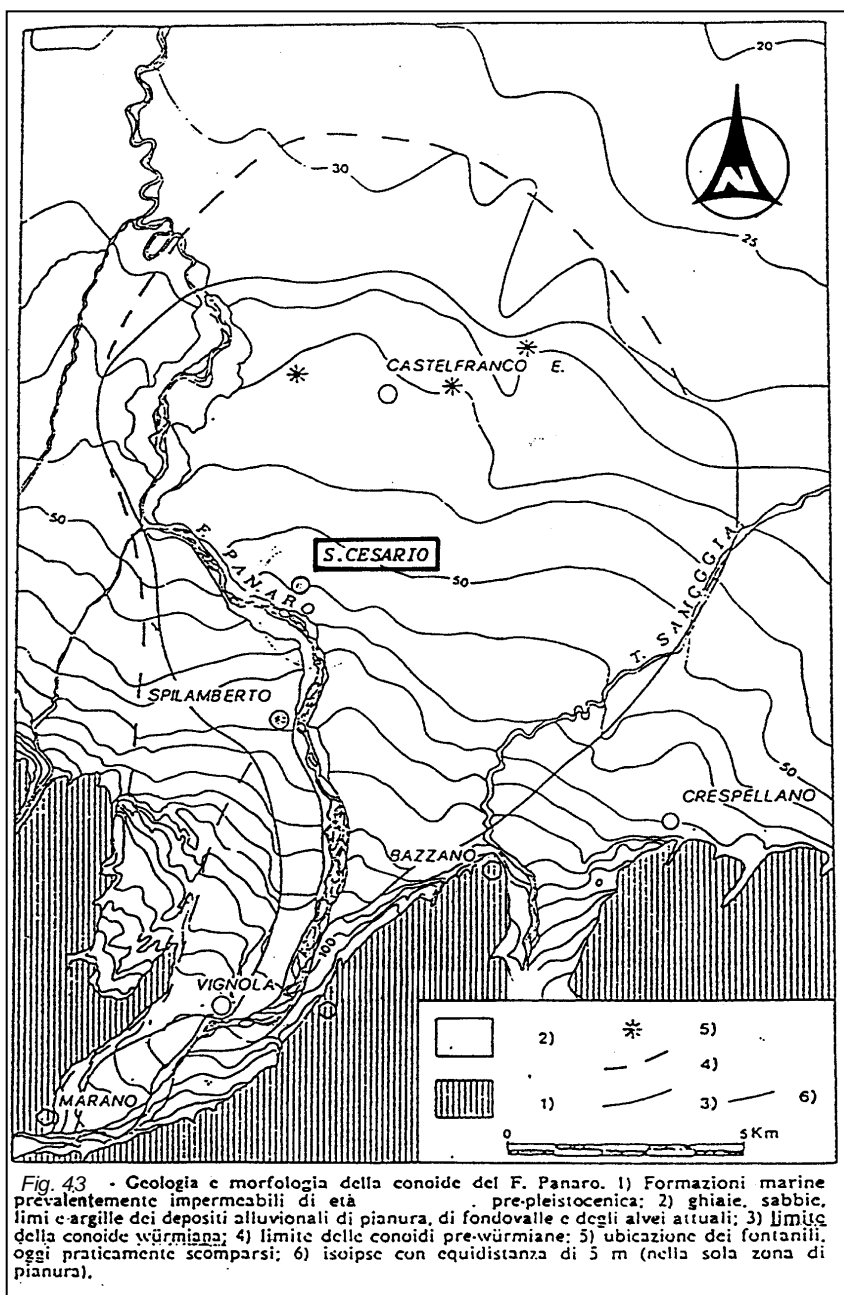 20
30
N
25
CASTELFRANCO E.
50
F. PANARO
S.CESARIO
50
T. SAMOGGIA
SPILAMBERTO
50
CRESPELLANO
BAZZANO
100
VIGNOLA
MARANO
2) 5)
4)
1) 3) 6)
0 5 Km
Fig. 43 - Geologia e morfologia della conoide del F. Panaro. 1) Formazioni marine
prevalentemente impermeabili di età pre-pleistocenica; 2) ghiaie, sabbie,
limi e argille dei depositi alluvionali di pianura, di fondovalle e degli alvei attuali; 3) limite
della conoide würmiana; 4) limite delle conoidi pre-würmiane; 5) ubicazione dei fontanili,
oggi praticamente scomparsi; 6) isoipse con equidistanza di 5 m (nella sola zona di
pianura).